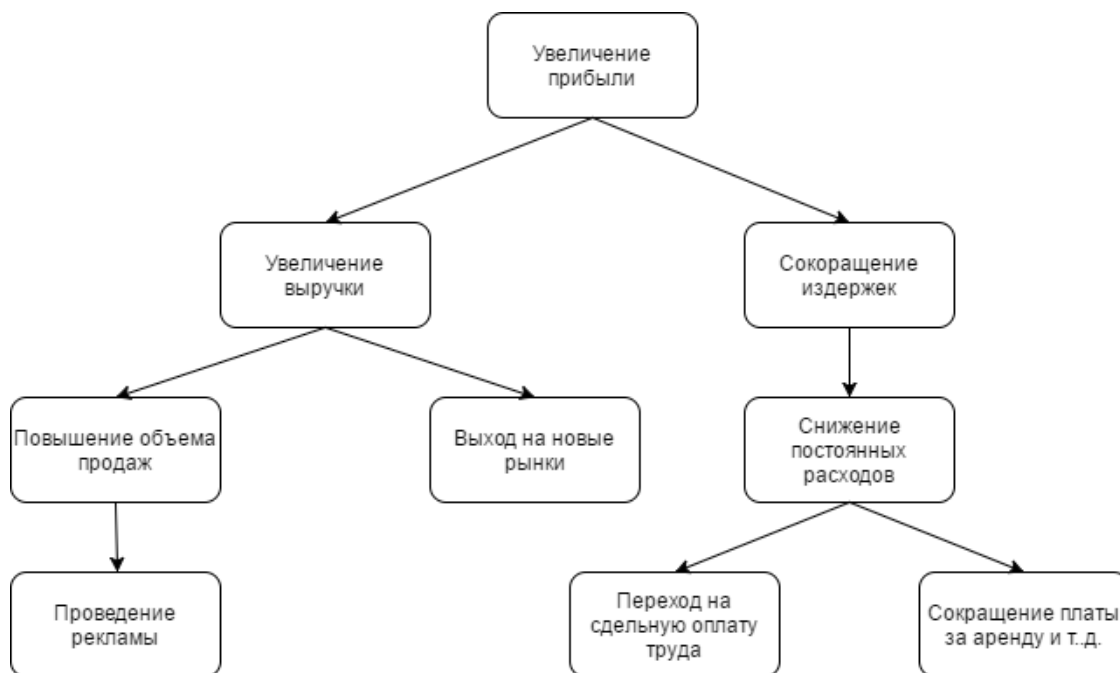 Увеличение
прибыли
Увеличение
выручки
Сокоращение
издержек
Повышение объема
продаж
Выход на новые
рынки
Снижение
постоянных
расходов
Проведение
рекламы
Переход на
сдельную оплату
труда
Сокращение платы
за аренду и т..д.